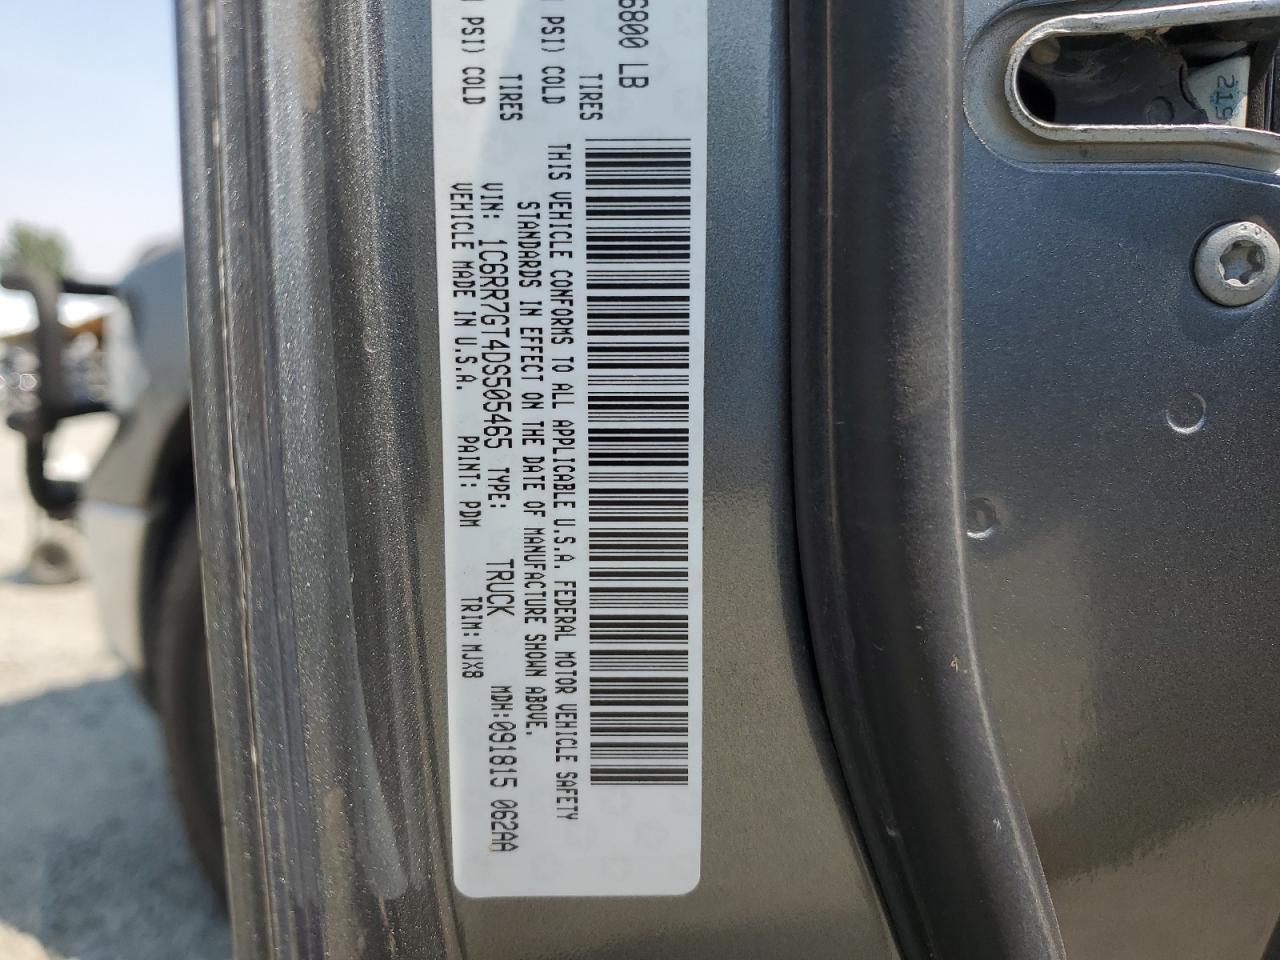 6800 LB
TIRES
PSI) COLD
TIRES
PSI) COLD
THIS VEHICLE CONFORMS TO ALL APPLICABLE U.S.A. FEDERAL MOTOR VEHICLE SAFETY
STANDARDS IN EFFECT ON THE DATE OF MANUFACTURE SHOWN ABOVE.
VIN: 1C6RR7GT4DS505465 TYPE: TRUCK MDH:091815 062AA
VEHICLE MADE IN U.S.A. PAINT: PDM TRIM: MJX8
219